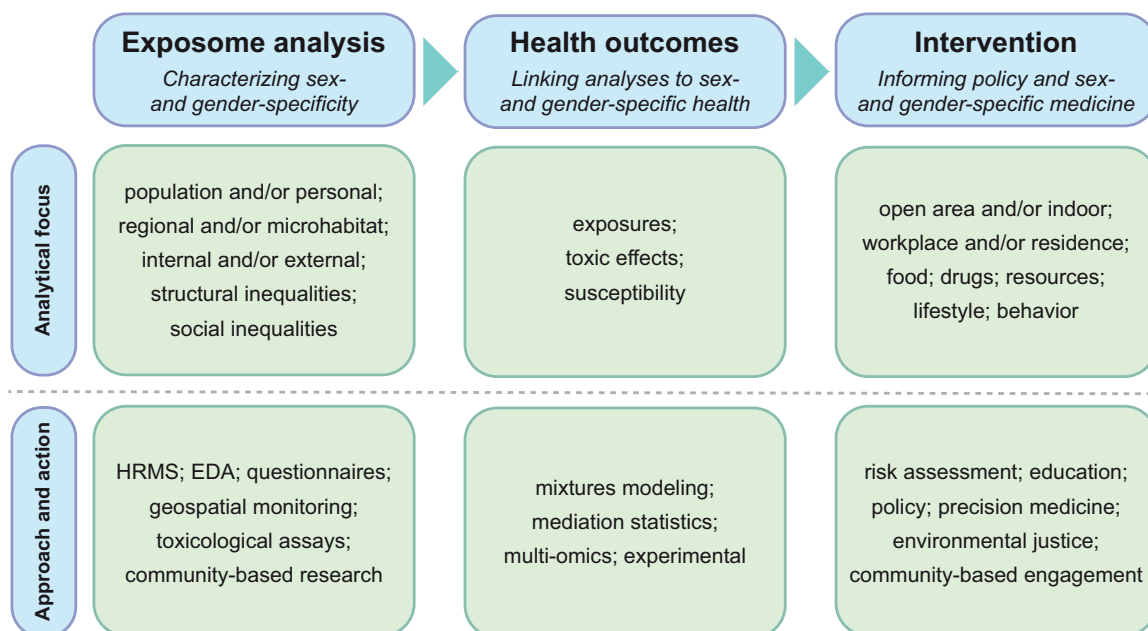 Exposome analysis
Characterizing sex-
and gender-specificity
Health outcomes
Linking analyses to sex-
and gender-specific health
Intervention
Informing policy and sex-
and gender-specific medicine
Analytical focus
population and/or personal;
regional and/or microhabitat;
internal and/or external;
structural inequalities;
social inequalities
exposures;
toxic effects;
susceptibility
open area and/or indoor;
workplace and/or residence;
food; drugs; resources;
lifestyle; behavior
Approach and action
HRMS; EDA; questionnaires;
geospatial monitoring;
toxicological assays;
community-based research
mixtures modeling;
mediation statistics;
multi-omics; experimental
risk assessment; education;
policy; precision medicine;
environmental justice;
community-based engagement